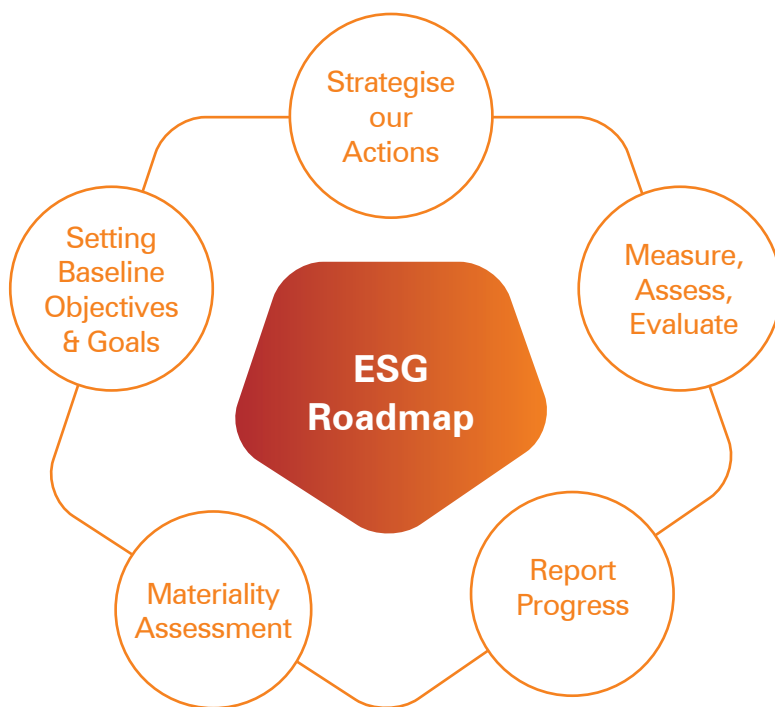 Strategise
our
Actions
Setting
Baseline
Objectives
& Goals
Measure,
Assess,
Evaluate
ESG
Roadmap
Materiality
Assessment
Report
Progress